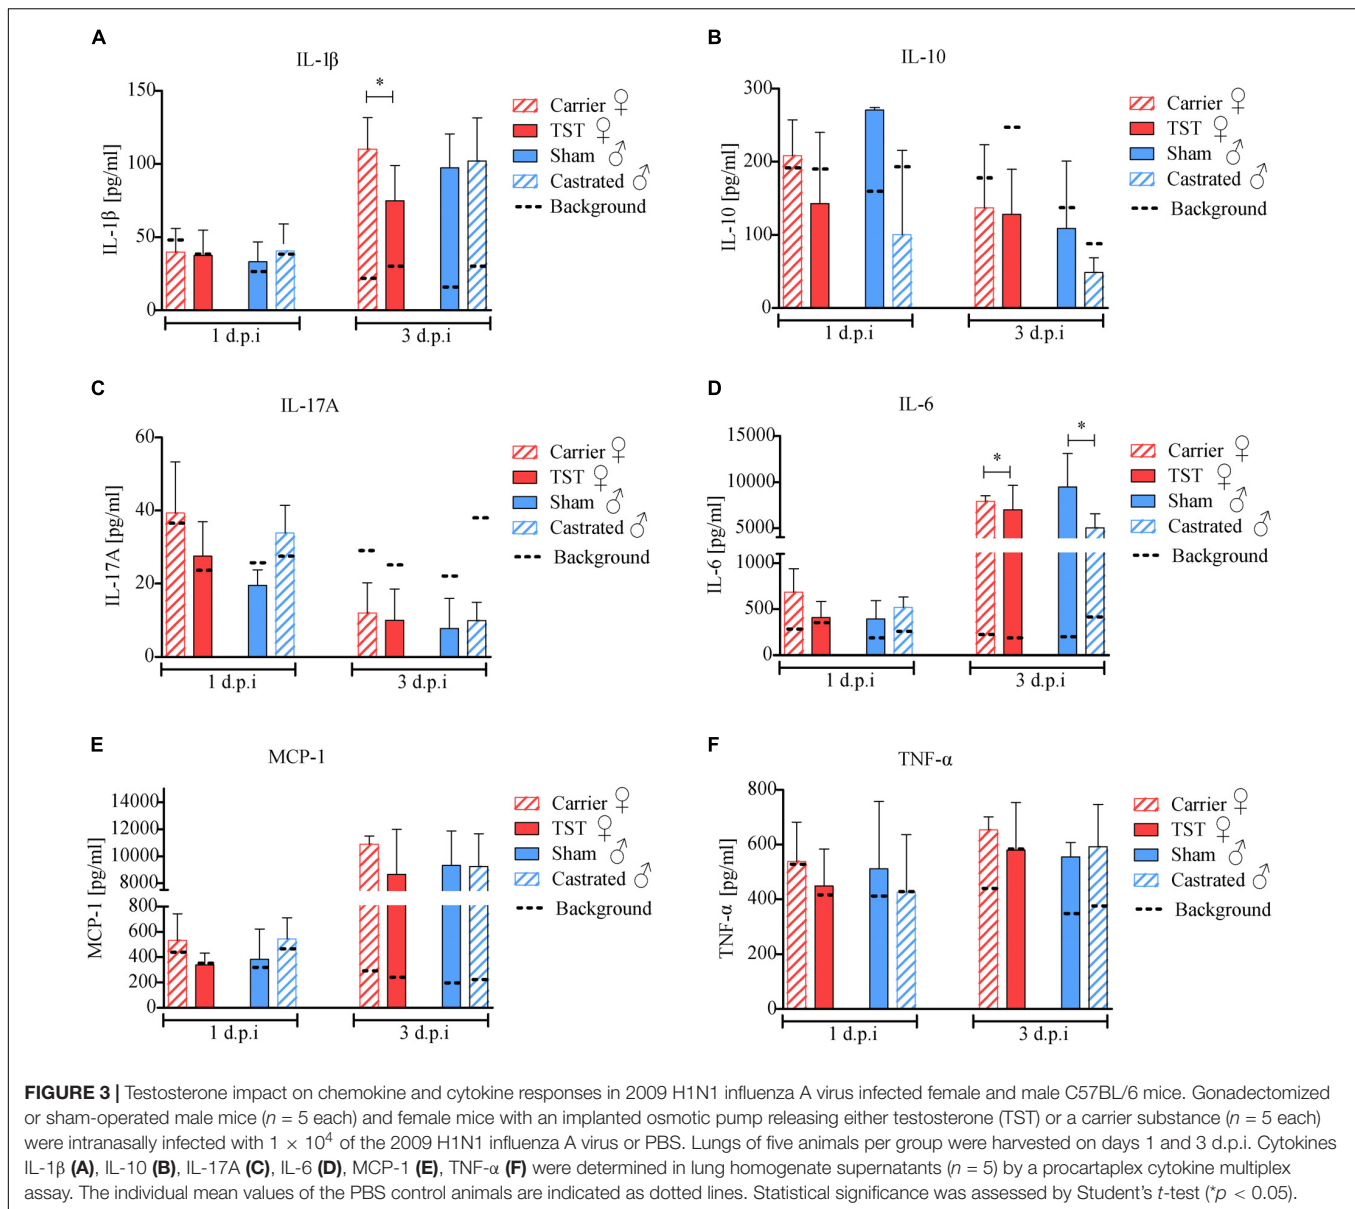 A
IL-1β
IL-1β [pg/ml]
150
100
50
0
*
1 d.p.i
3 d.p.i
Carrier ♀
TST ♀
Sham ♂
Castrated ♂
Background
B
IL-10
IL-10 [pg/ml]
300
200
100
0
1 d.p.i
3 d.p.i
Carrier ♀
TST ♀
Sham ♂
Castrated ♂
Background
C
IL-17A
IL-17A [pg/ml]
60
40
20
0
1 d.p.i
3 d.p.i
Carrier ♀
TST ♀
Sham ♂
Castrated ♂
Background
D
IL-6
IL-6 [pg/ml]
15000
10000
5000
1000
500
0
*
*
1 d.p.i
3 d.p.i
Carrier ♀
TST ♀
Sham ♂
Castrated ♂
Background
E
MCP-1
MCP-1 [pg/ml]
14000
12000
10000
8000
800
600
400
200
0
1 d.p.i
3 d.p.i
Carrier ♀
TST ♀
Sham ♂
Castrated ♂
Background
F
TNF-α
TNF-α [pg/ml]
800
600
400
200
0
1 d.p.i
3 d.p.i
Carrier ♀
TST ♀
Sham ♂
Castrated ♂
Background
FIGURE 3 | Testosterone impact on chemokine and cytokine responses in 2009 H1N1 influenza A virus infected female and male C57BL/6 mice. Gonadectomized
or sham-operated male mice (n = 5 each) and female mice with an implanted osmotic pump releasing either testosterone (TST) or a carrier substance (n = 5 each)
were intranasally infected with 1 × 10⁴ of the 2009 H1N1 influenza A virus or PBS. Lungs of five animals per group were harvested on days 1 and 3 d.p.i. Cytokines
IL-1β (A), IL-10 (B), IL-17A (C), IL-6 (D), MCP-1 (E), TNF-α (F) were determined in lung homogenate supernatants (n = 5) by a procartaplex cytokine multiplex
assay. The individual mean values of the PBS control animals are indicated as dotted lines. Statistical significance was assessed by Student's t-test (*p < 0.05).